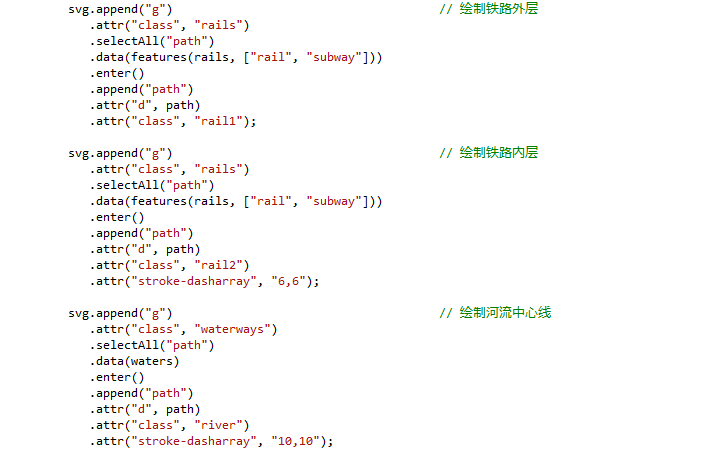 svg.append("g") // 绘制铁路外层
.attr("class", "rails")
.selectAll("path")
.data(features(rails, ["rail", "subway"]))
.enter()
.append("path")
.attr("d", path)
.attr("class", "rail1");
svg.append("g") // 绘制铁路内层
.attr("class", "rails")
.selectAll("path")
.data(features(rails, ["rail", "subway"]))
.enter()
.append("path")
.attr("d", path)
.attr("class", "rail2")
.attr("stroke-dasharray", "6,6");
svg.append("g") // 绘制河流中心线
.attr("class", "waterways")
.selectAll("path")
.data(waters)
.enter()
.append("path")
.attr("d", path)
.attr("class", "river")
.attr("stroke-dasharray", "10,10");